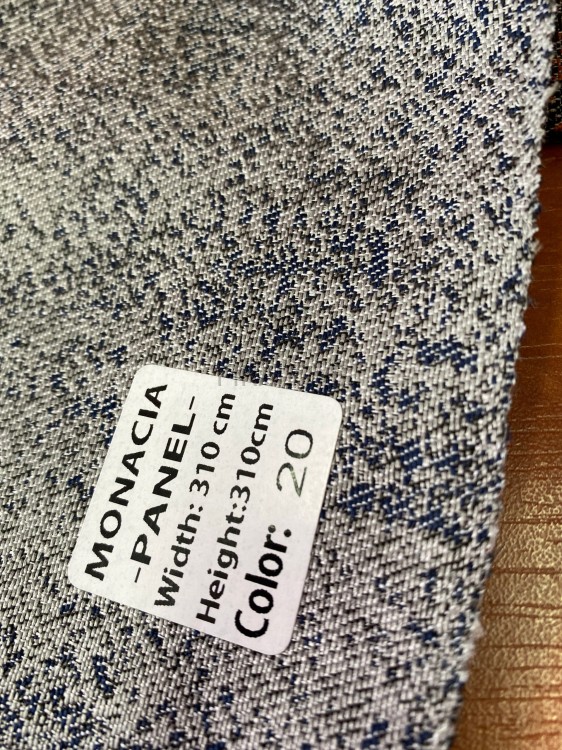 MONACIA
-PANEL-
Width: 310 cm
Height:310cm
Color: 20